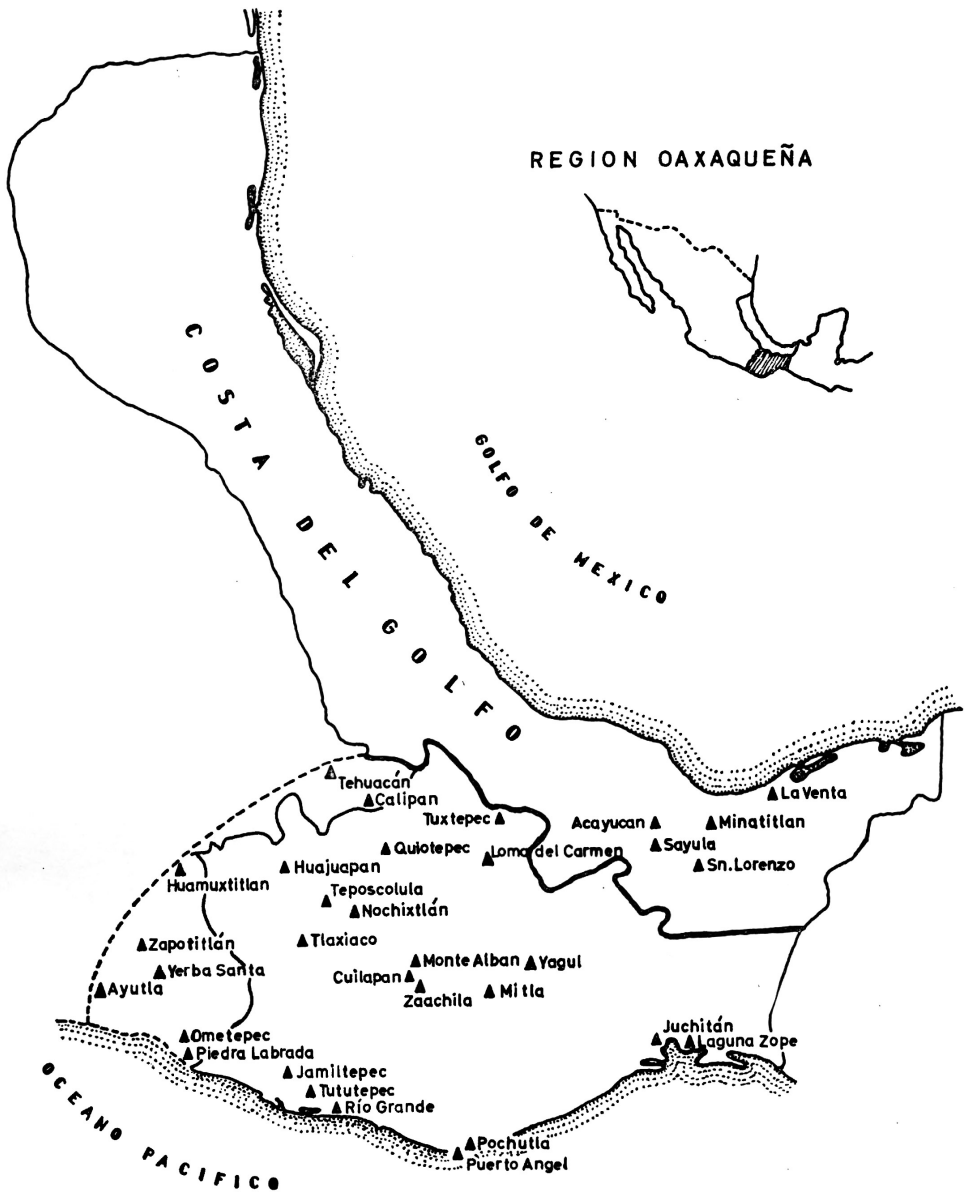 REGION OAXAQUEÑA
COSTA DEL GOLFO
GOLFO DE MEXICO
Tehuacán
Calipan
Tuxtepec
Acayucan
La Venta
Minatitlan
Sayula
Sn. Lorenzo
Quiotepec
Loma del Carmen
Huamuxtitlan
Huajuapan
Teposcolula
Nochixtlán
Zapotitlán
Tlaxiaco
Yerba Santa
Ayutla
Monte Alban
Yagul
Cuilapan
Zaachila
Mitla
Ometepec
Piedra Labrada
Juchitán
Laguna Zope
Jamiltepec
Tututepec
Río Grande
Pochutla
Puerto Angel
OCEANO PACIFICO